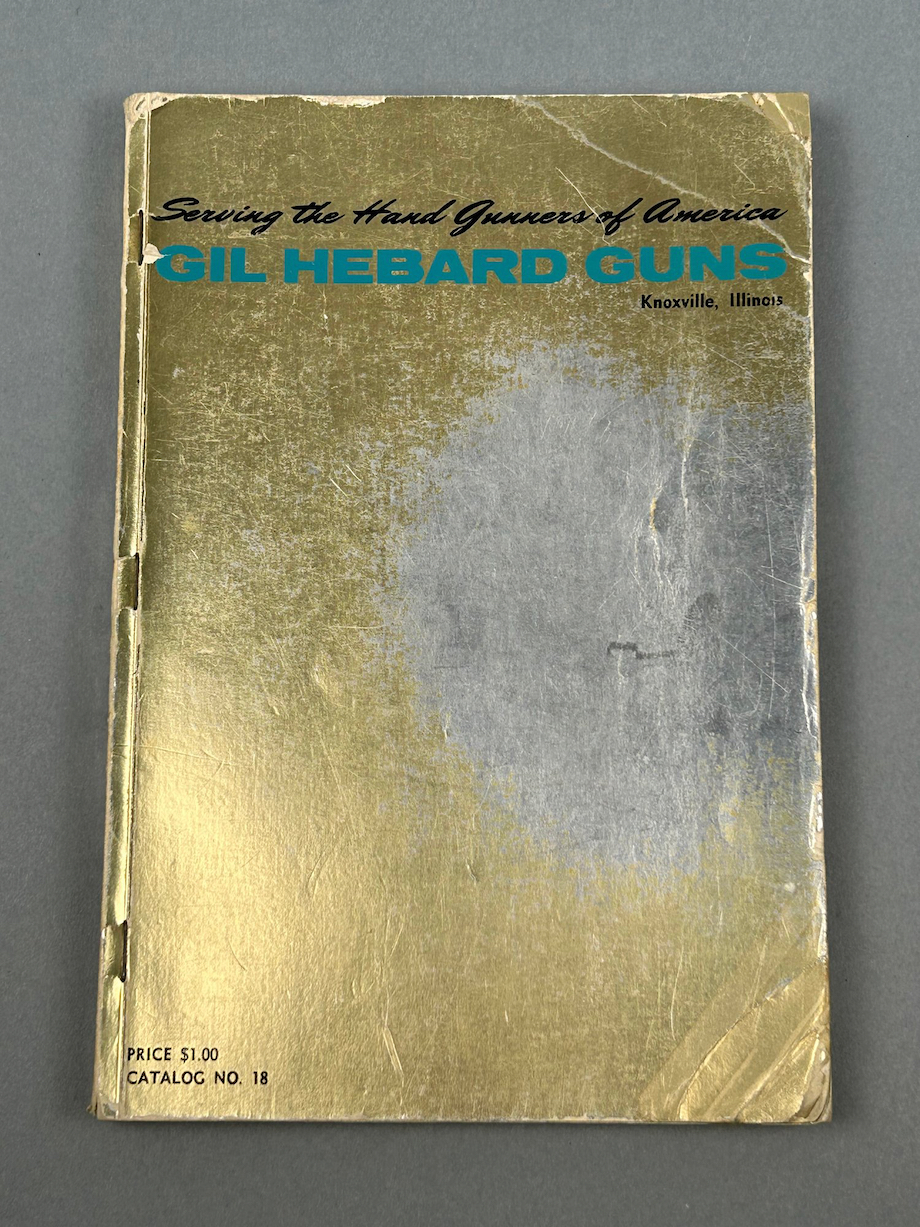 Serving the Hand Gunners of America
GIL HEBARD GUNS
Knoxville, Illinois
PRICE $1.00
CATALOG NO. 18